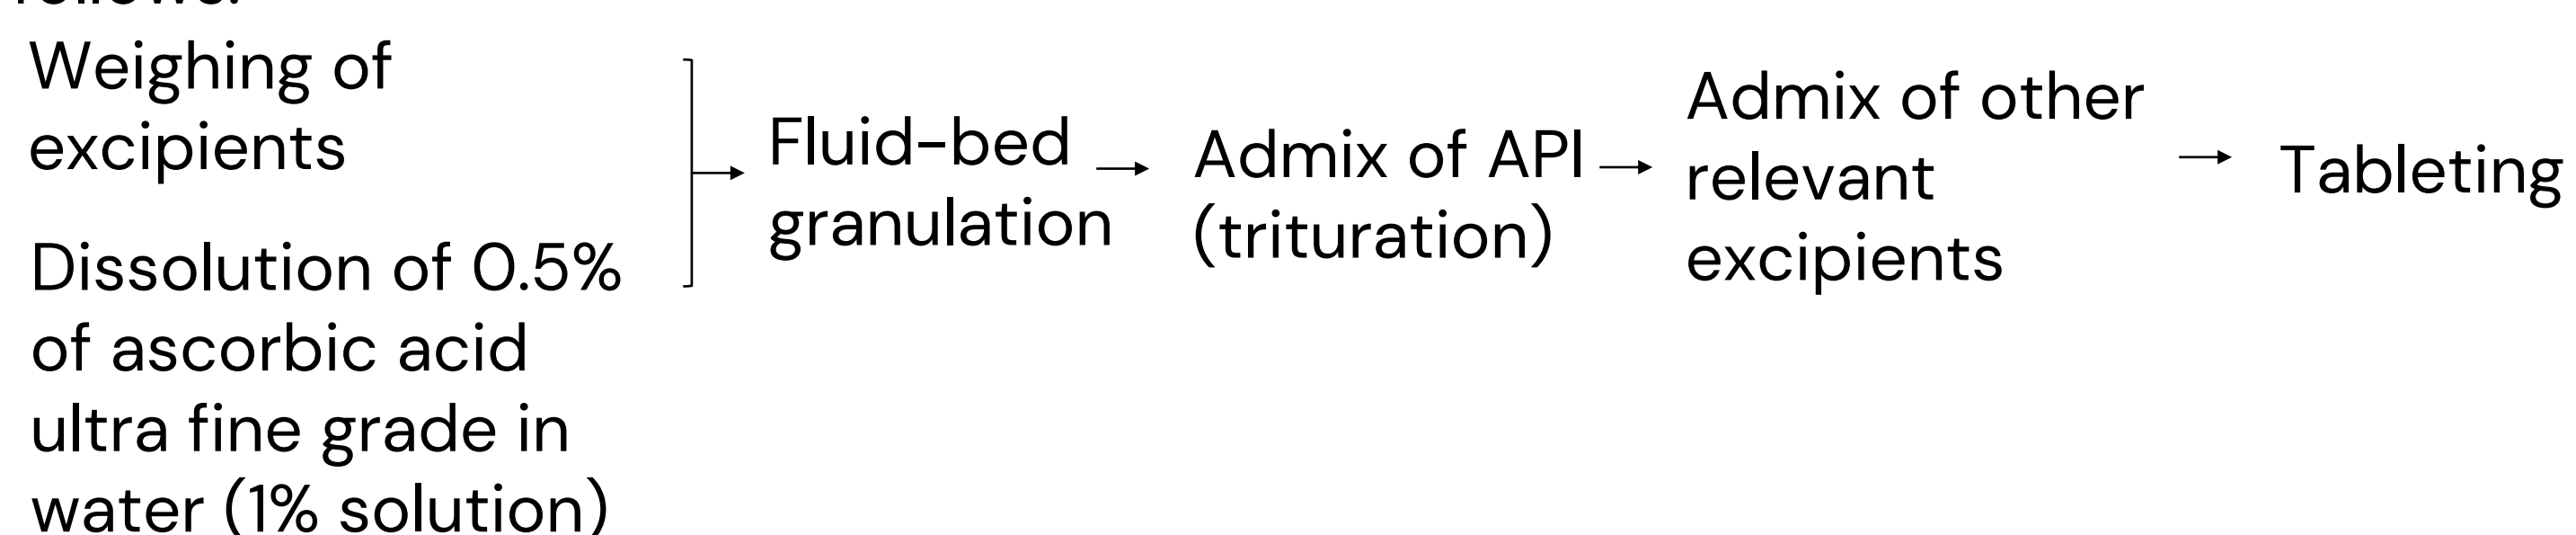 Weighing of
excipients
Dissolution of 0.5%
of ascorbic acid
ultra fine grade in
water (1% solution)
Fluid-bed
granulation
Admix of API
(trituration)
Admix of other
relevant
excipients
Tableting